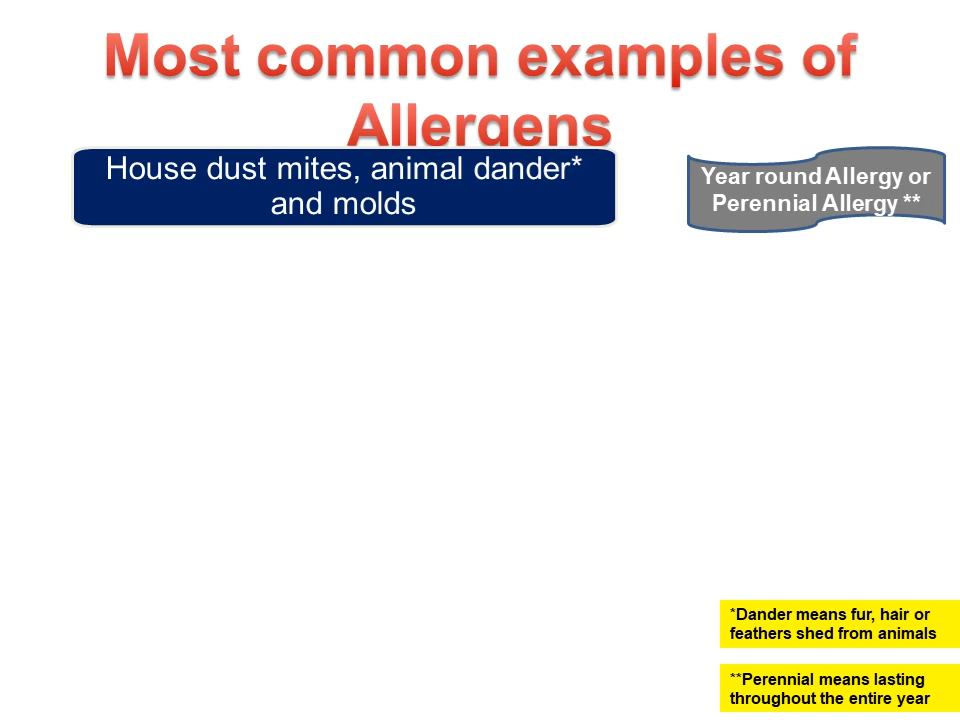 Most common examples of
Allergens
House dust mites, animal dander*
and molds
Year round Allergy or
Perennial Allergy **
*Dander means fur, hair or
feathers shed from animals
**Perennial means lasting
throughout the entire year